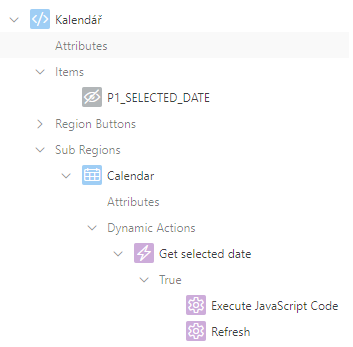 Kalendář
Attributes
Items
P1_SELECTED_DATE
Region Buttons
Sub Regions
Calendar
Attributes
Dynamic Actions
Get selected date
True
Execute JavaScript Code
Refresh